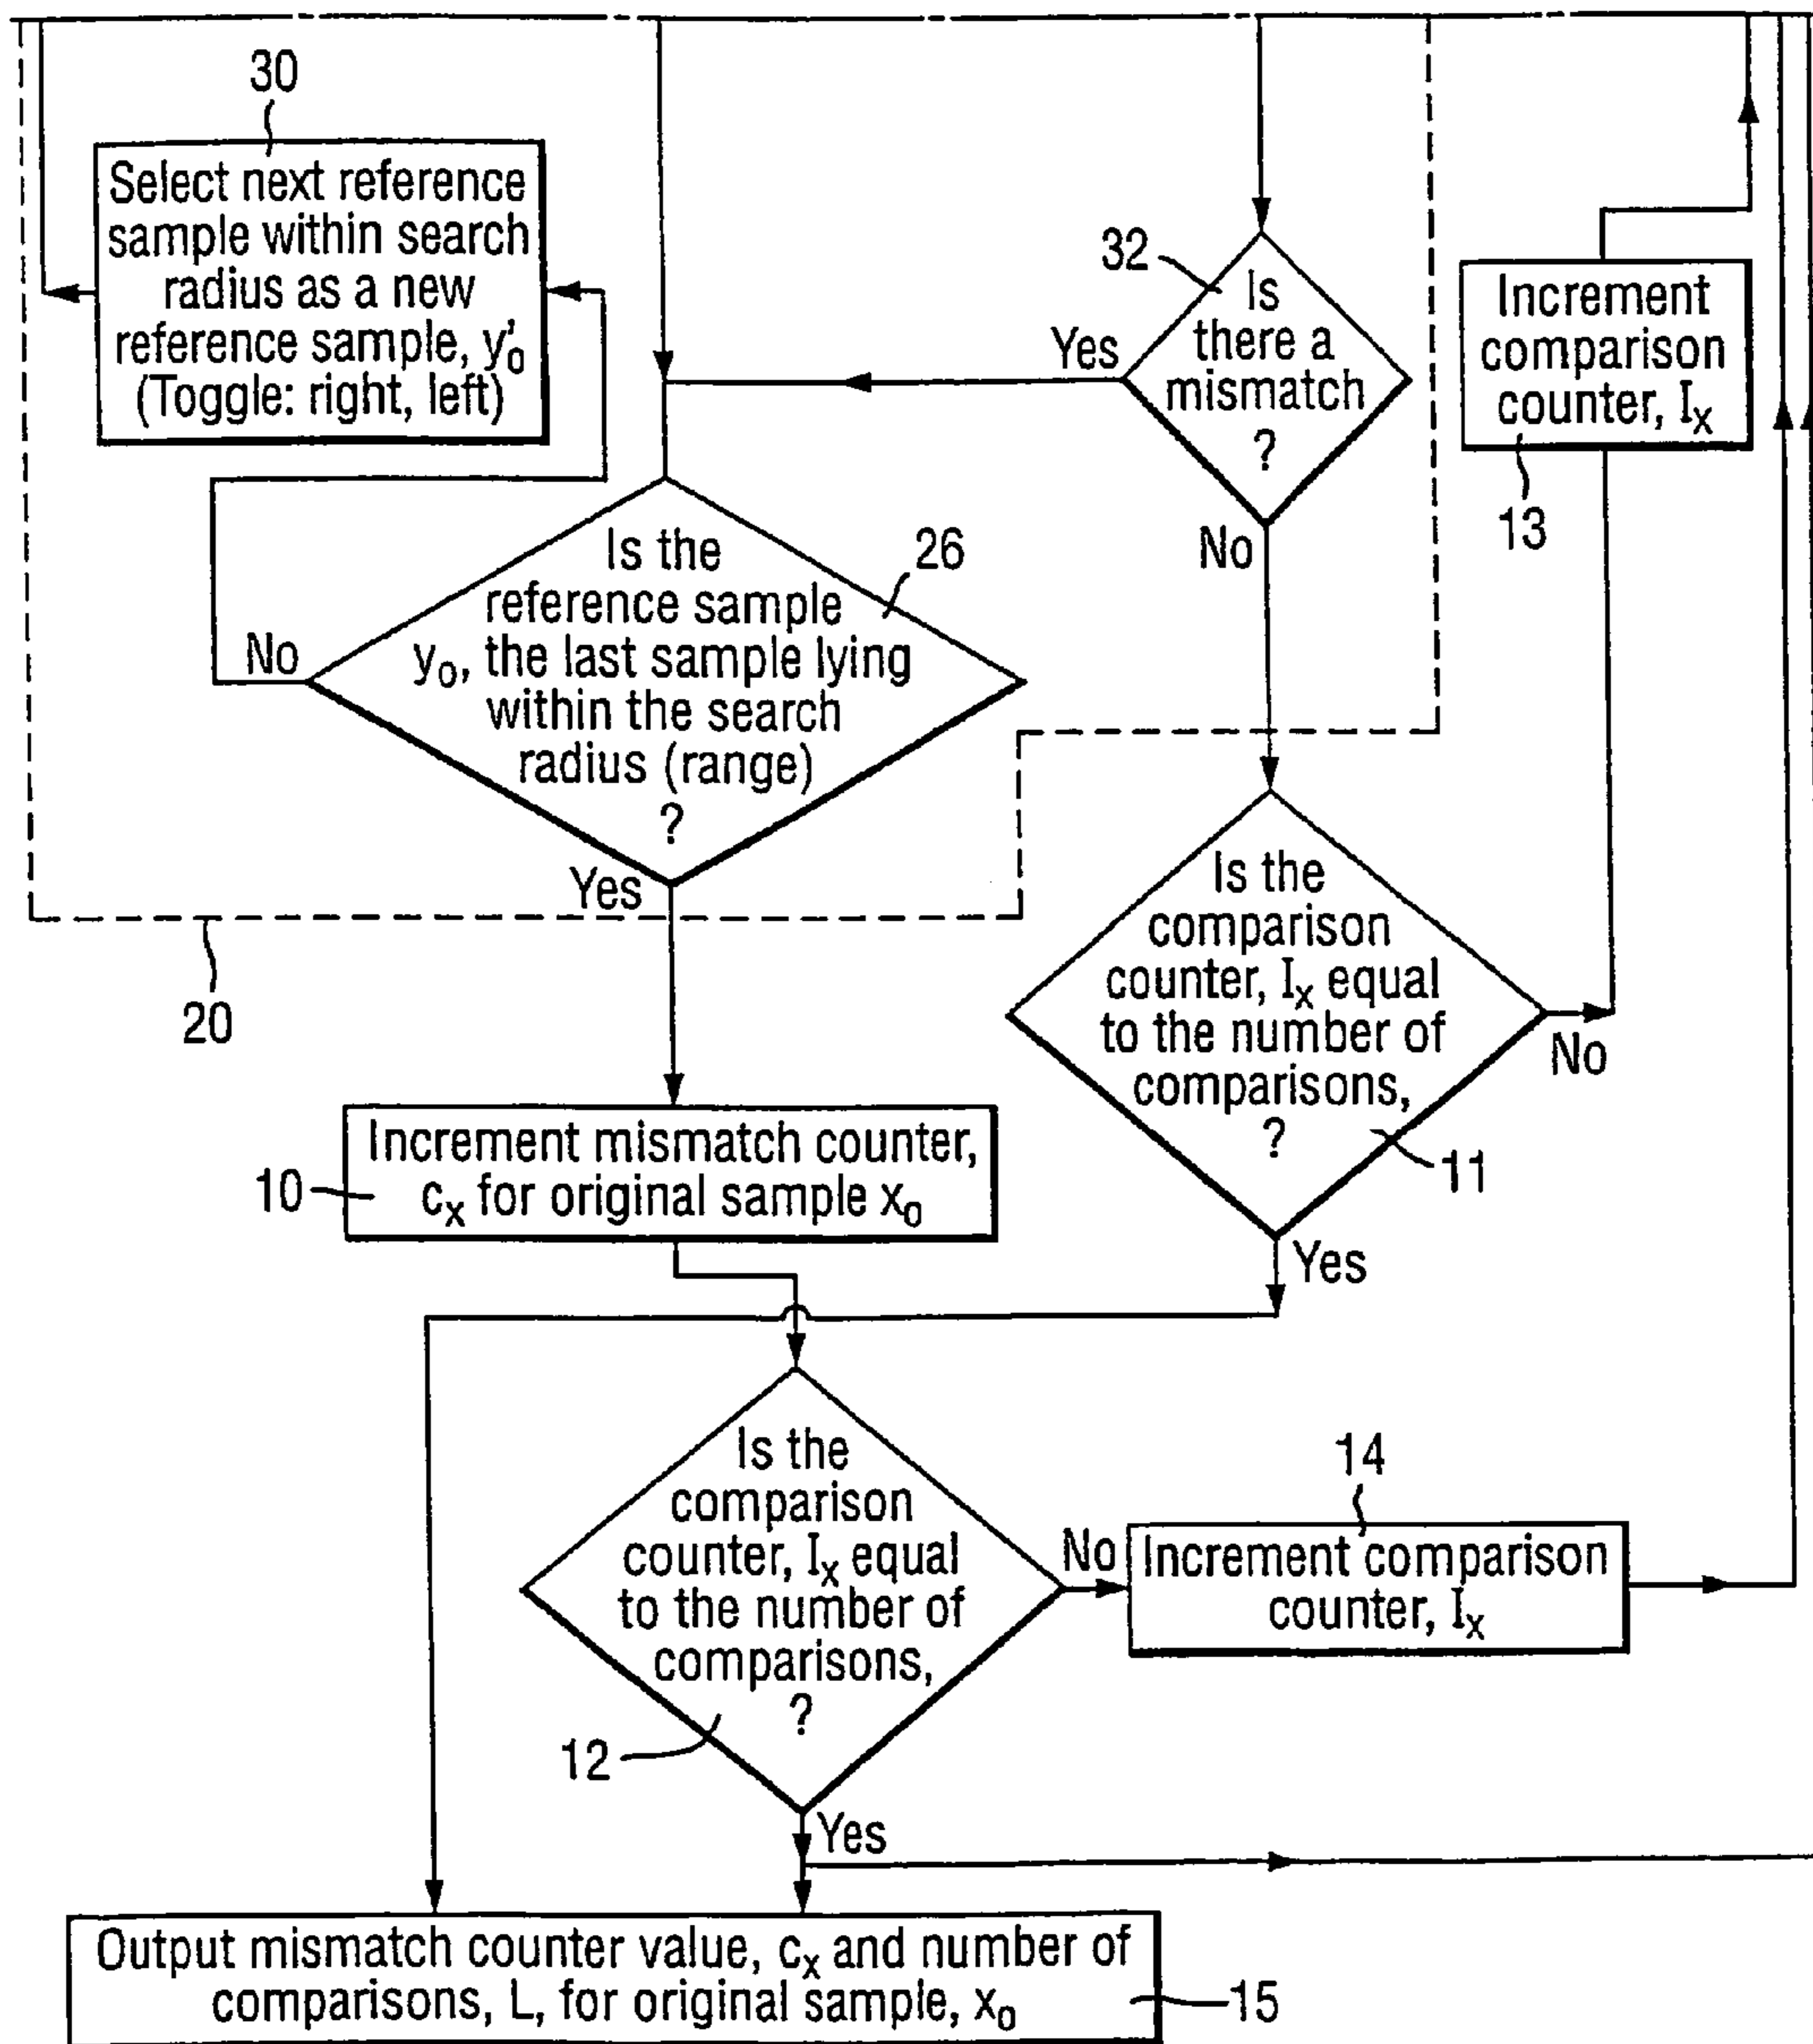 30
Select next reference
sample within search
radius as a new
reference sample, y'₀
(Toggle: right, left)
32
Is
there a
mismatch
?
Yes
No
Increment
comparison
counter, Iₓ
13
Is the
reference sample
y₀, the last sample lying
within the search
radius (range)
?
26
No
Yes
20
Is the
comparison
counter, Iₓ equal
to the number of
comparisons,
?
11
No
Yes
Increment mismatch counter,
cₓ for original sample x₀
10
Is the
comparison
counter, Iₓ equal
to the number of
comparisons,
?
12
No
Yes
14
Increment comparison
counter, Iₓ
Output mismatch counter value, cₓ and number of
comparisons, L, for original sample, x₀
15